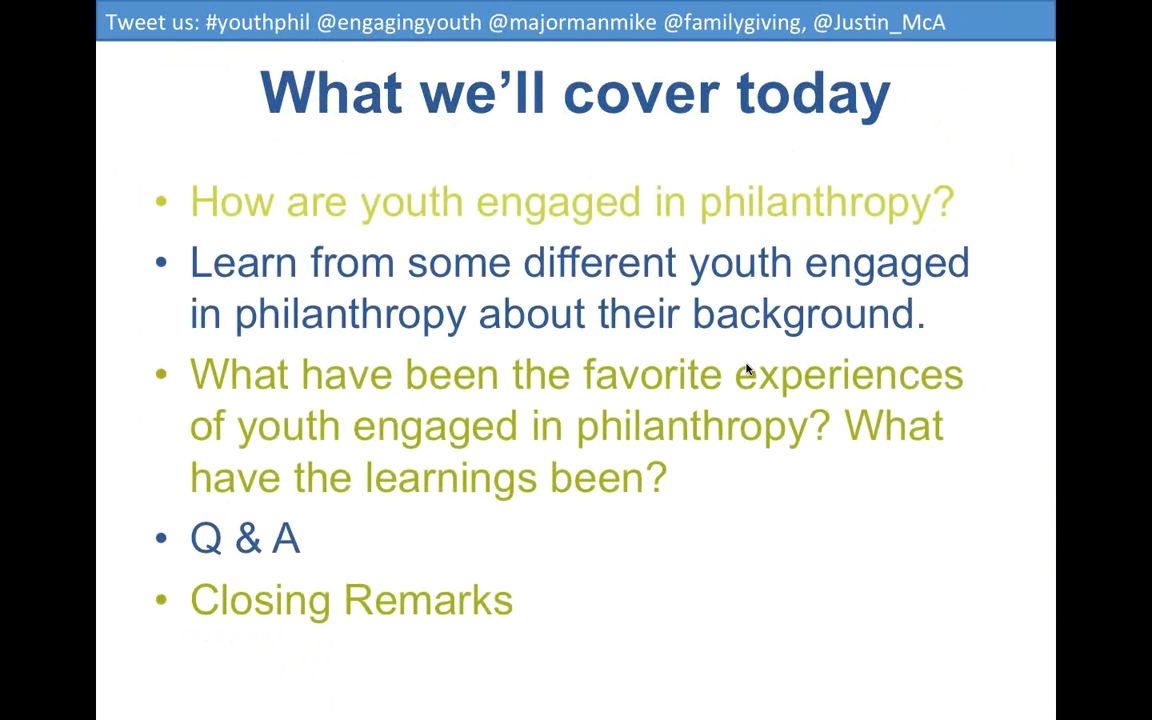 Tweet us: #youthphil @engagingyouth @majormanmike @familygiving, @Justin_McA
What we’ll cover today
• How are youth engaged in philanthropy?
• Learn from some different youth engaged
in philanthropy about their background.
• What have been the favorite experiences
of youth engaged in philanthropy? What
have the learnings been?
• Q & A
• Closing Remarks